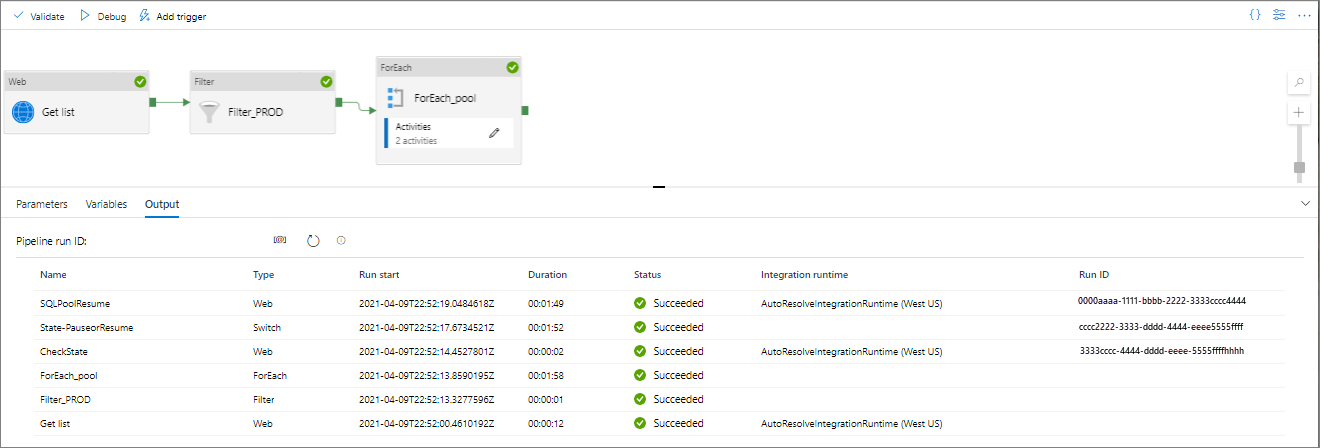 Validate Debug Add trigger {}
Web Filter ForEach
Get list Filter_PROD ForEach_pool
Activities
2 activities
Parameters Variables Output
Pipeline run ID:
Name Type Run start Duration Status Integration runtime Run ID
SQLPoolResume Web 2021-04-09T22:52:19.0484618Z 00:01:49 Succeeded AutoResolveIntegrationRuntime (West US) 0000aaaa-1111-bbbb-2222-3333cccc4444
State-PauseorResume Switch 2021-04-09T22:52:17.6734521Z 00:01:52 Succeeded cccc2222-3333-dddd-4444-eeee5555ffff
CheckState Web 2021-04-09T22:52:14.4527801Z 00:00:02 Succeeded AutoResolveIntegrationRuntime (West US) 3333cccc-4444-dddd-eeee-5555ffffhhhh
ForEach_pool ForEach 2021-04-09T22:52:13.8590195Z 00:01:58 Succeeded
Filter_PROD Filter 2021-04-09T22:52:13.3277596Z 00:00:01 Succeeded
Get list Web 2021-04-09T22:52:00.4610192Z 00:00:12 Succeeded AutoResolveIntegrationRuntime (West US)